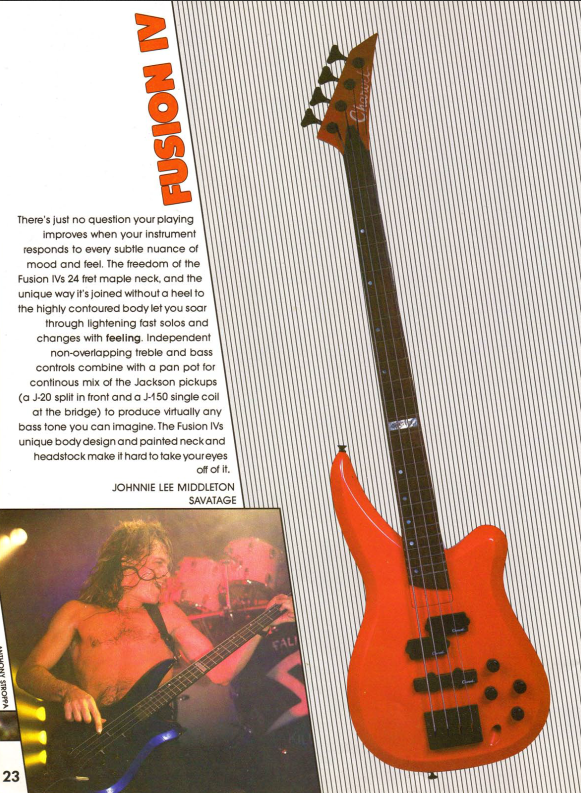 FUSION IV
There's just no question your playing
improves when your instrument
responds to every subtle nuance of
mood and feel. The freedom of the
Fusion IVs 24 fret maple neck, and the
unique way it's joined without a heel to
the highly contoured body let you soar
through lightening fast solos and
changes with feeling. Independent
non-overlapping treble and bass
controls combine with a pan pot for
continous mix of the Jackson pickups
(a J-20 split in front and a J-150 single coil
at the bridge) to produce virtually any
bass tone you can imagine. The Fusion IVs
unique body design and painted neck and
headstock make it hard to take your eyes
off of it.
JOHNNIE LEE MIDDLETON
SAVATAGE
Charvel
ANTHONY STROPPA
23